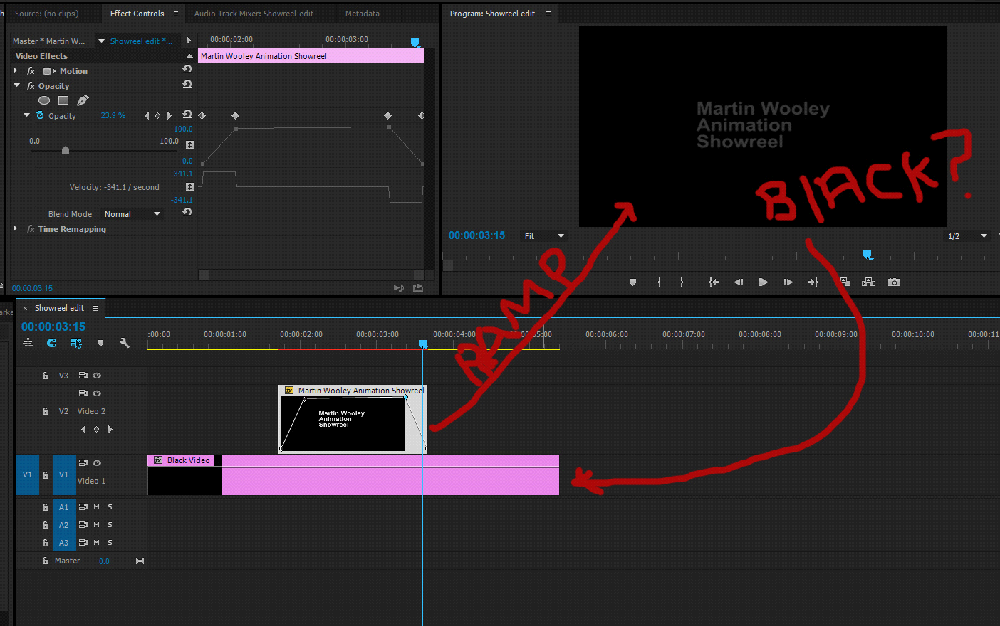 Source: (no clips)
Effect Controls
Audio Track Mixer: Showreel edit
Metadata
Program: Showreel edit
Master * Martin W...
Showreel edit *...
00:00:02:00
00:00:03:00
Video Effects
Martin Wooley Animation Showreel
fx Motion
fx Opacity
Opacity
23.9 %
100.0
0.0
100.0
0.0
341.1
Velocity: -341.1 / second
-341.1
Blend Mode
Normal
fx Time Remapping
00:00:03:15
Martin Wooley
Animation
Showreel
BLACK?
RAMP
00:00:03:15
Fit
1/2
arke
× Showreel edit
00:00:03:15
:00:00
00:00:01:00
00:00:02:00
00:00:03:00
00:00:04:00
00:00:05:00
00:00:06:00
00:00:07:00
00:00:08:00
00:00:09:00
00:00:10:00
00:00:11
V3
V2
Video 2
fx Martin Wooley Animation Showreel
Martin Wooley
Animation
Showreel
V1
V1
Video 1
fx Black Video
A1 M S
A2 M S
A3 M S
Master
0.0